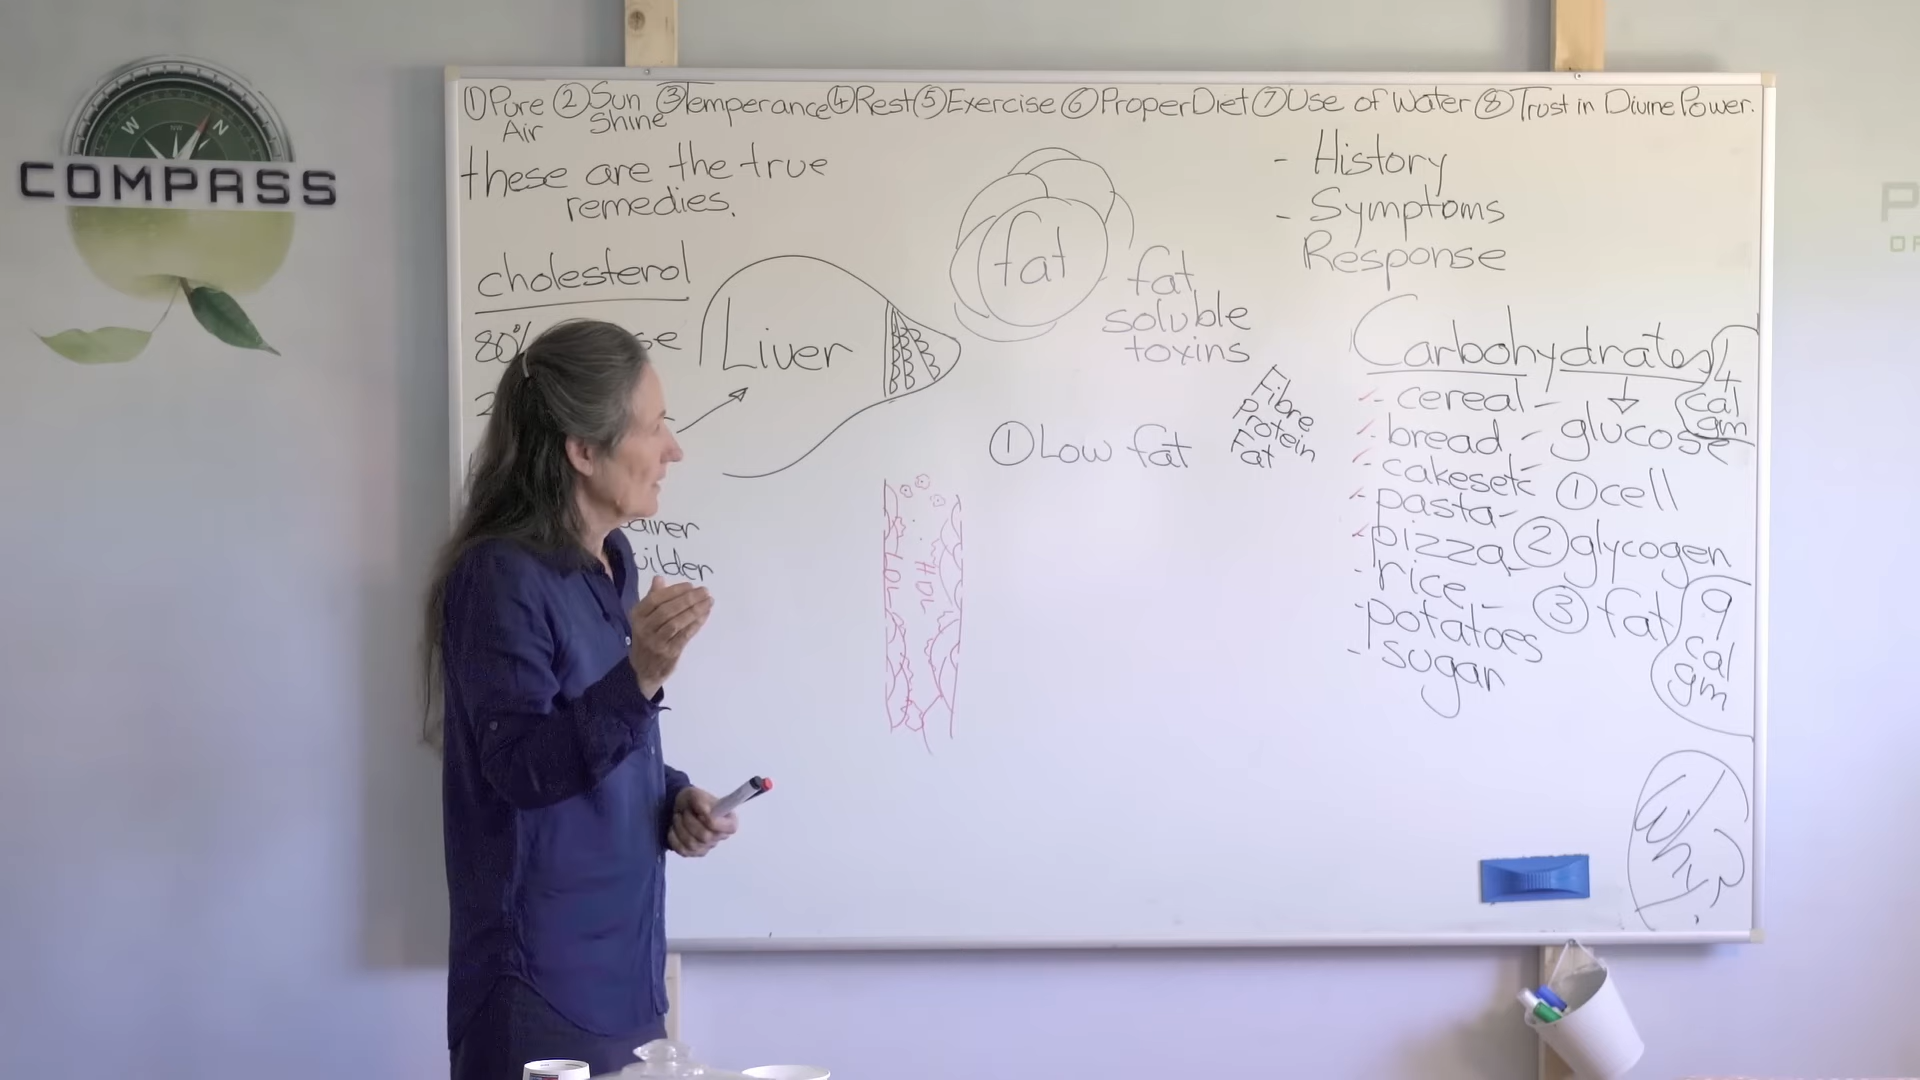 COMPASS
①Pure ②Sun ③Temperance ④Rest ⑤Exercise ⑥Proper Diet ⑦Use of Water ⑧Trust in Divine Power.
Air Shine
these are the true
remedies.
cholesterol
80%
Liver
fat
fat
soluble
toxins
①Low fat
Fibre
Protein
Fat
LDL
HDL
- History
- Symptoms
Response
Carbohydrates
4
cal
gm
- cereal -
- bread -
- cakes etc
- pasta -
- pizza
- rice -
- potatoes
- sugar
glucose
① cell
② glycogen
③ fat
9
cal
gm